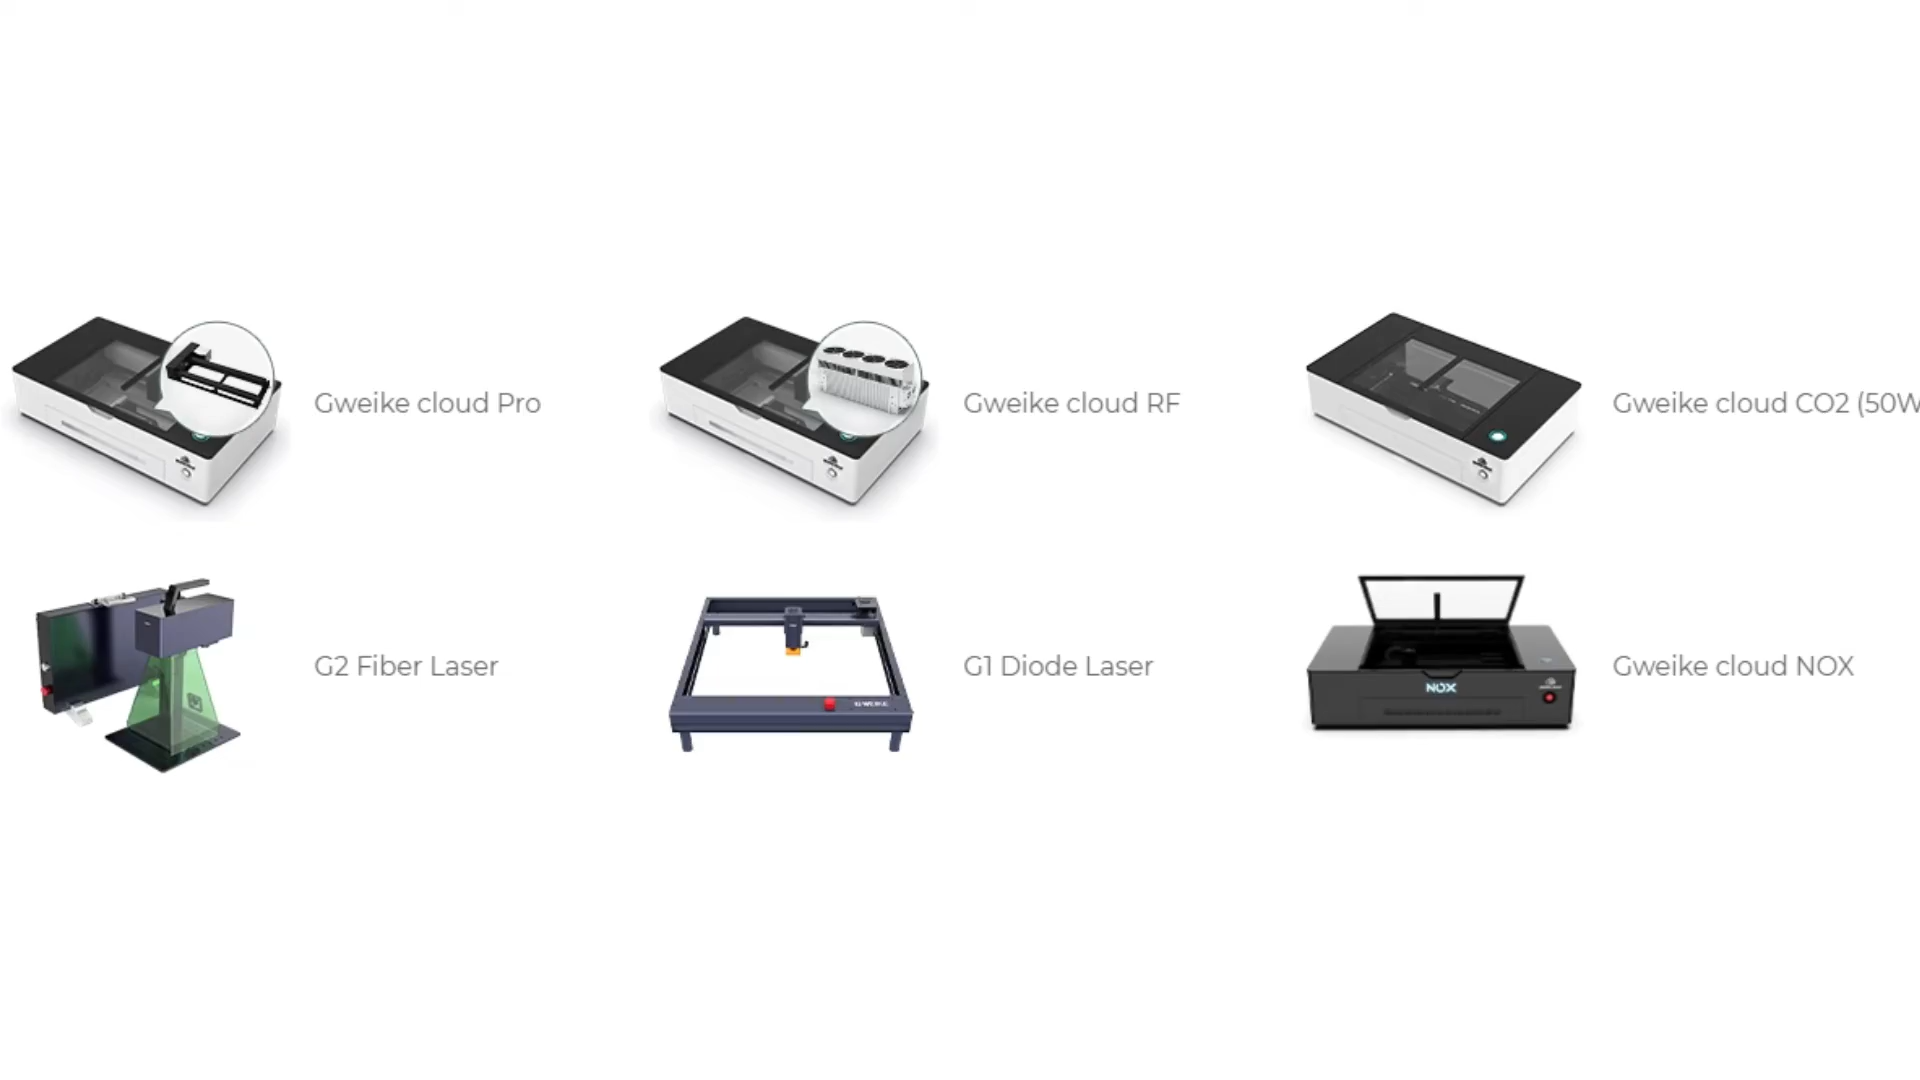 Gweike cloud Pro
Gweike cloud RF
Gweike cloud CO2 (50W
G2 Fiber Laser
G1 Diode Laser
Gweike cloud NOX
GWEIKE
NOX